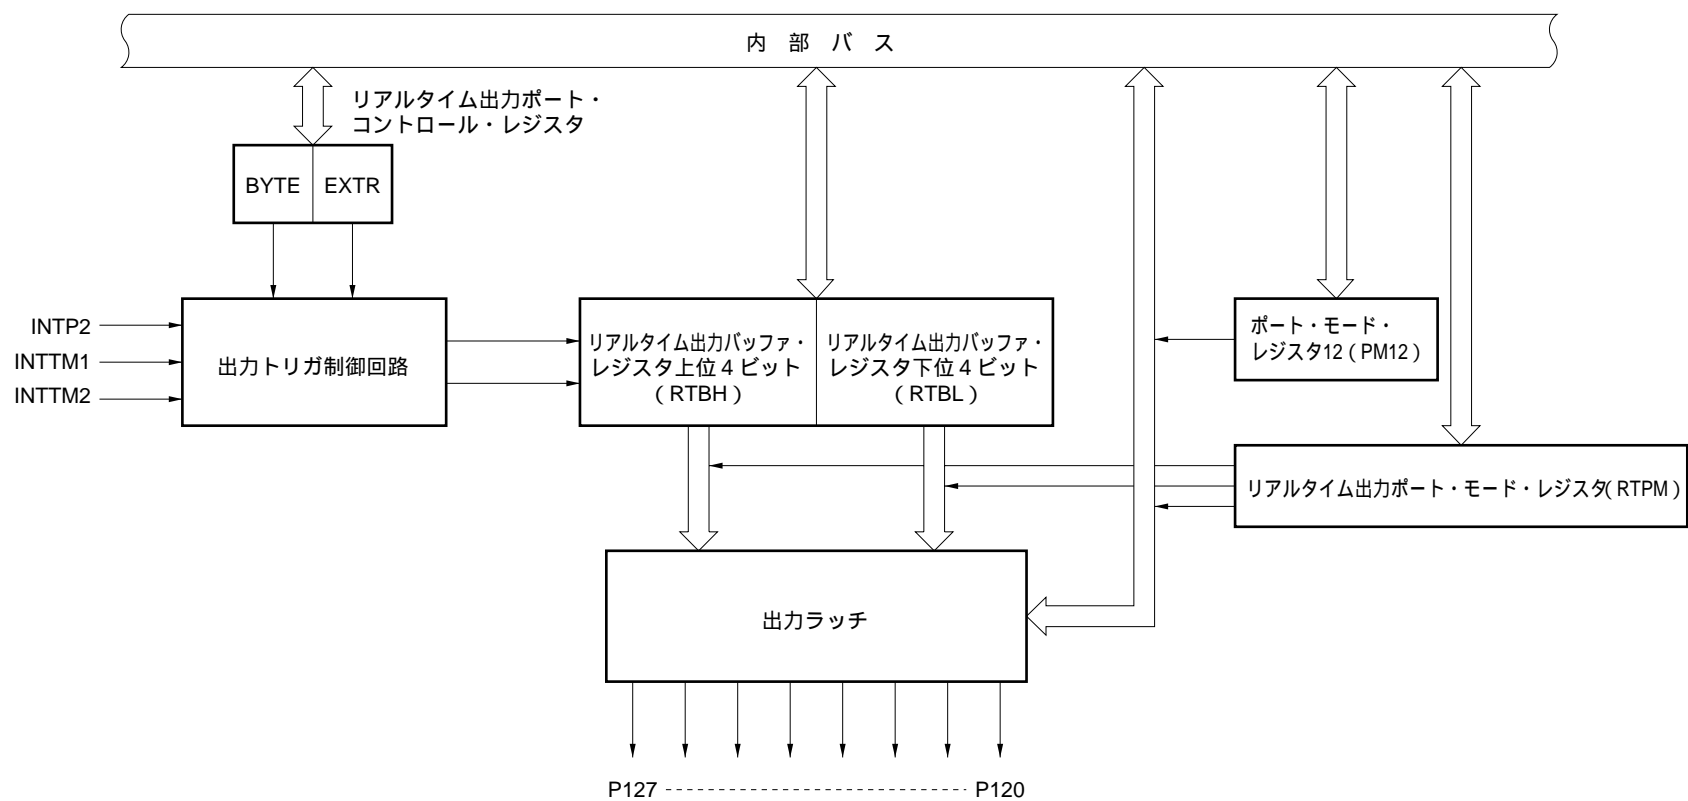 内 部 バ ス
リアルタイム出力ポート・
コントロール・レジスタ
BYTE
EXTR
INTP2
INTTM1
INTTM2
出力トリガ制御回路
リアルタイム出力バッファ・
レジスタ上位4ビット
(RTBH)
リアルタイム出力バッファ・
レジスタ下位4ビット
(RTBL)
ポート・モード・
レジスタ12(PM12)
リアルタイム出力ポート・モード・レジスタ(RTPM)
出力ラッチ
P127
P120